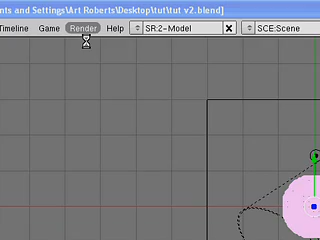 nts and Settings\Art Roberts\Desktop\tut\tut v2.blend]
Timeline Game Render Help SR:2-Model SCE:Scene